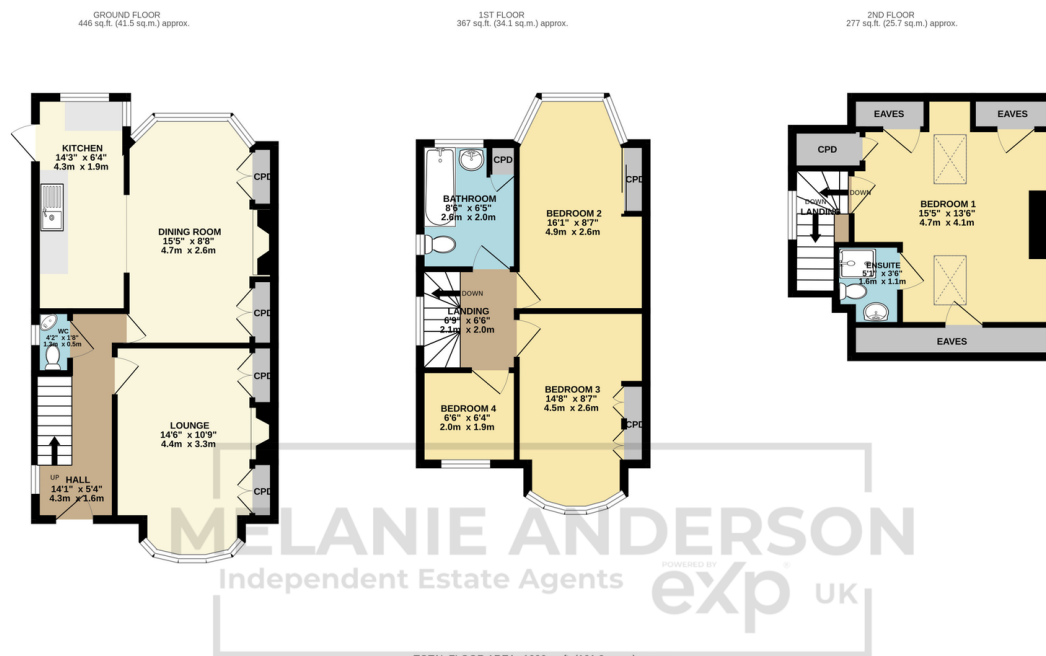 GROUND FLOOR
446 sq.ft. (41.5 sq.m.) approx.
1ST FLOOR
367 sq.ft. (34.1 sq.m.) approx.
2ND FLOOR
277 sq.ft. (25.7 sq.m.) approx.
KITCHEN
14'3" x 6'4"
4.3m x 1.9m
CPD
DINING ROOM
15'5" x 8'8"
4.7m x 2.6m
CPD
WC
4'2" x 1'8"
1.3m x 0.5m
CPD
LOUNGE
14'6" x 10'9"
4.4m x 3.3m
UP
HALL
14'1" x 5'4"
4.3m x 1.6m
CPD
CPD
BATHROOM
8'6" x 6'5"
2.6m x 2.0m
CPD
BEDROOM 2
16'1" x 8'7"
4.9m x 2.6m
DOWN
LANDING
6'9" x 6'6"
2.1m x 2.0m
BEDROOM 3
14'8" x 8'7"
4.5m x 2.6m
BEDROOM 4
6'6" x 6'4"
2.0m x 1.9m
CPD
EAVES
EAVES
CPD
DOWN
DOWN
LANDING
BEDROOM 1
15'5" x 13'6"
4.7m x 4.1m
ENSUITE
5'1" x 3'6"
1.6m x 1.1m
EAVES
MELANIE ANDERSON
Independent Estate Agents
POWERED BY
exp UK